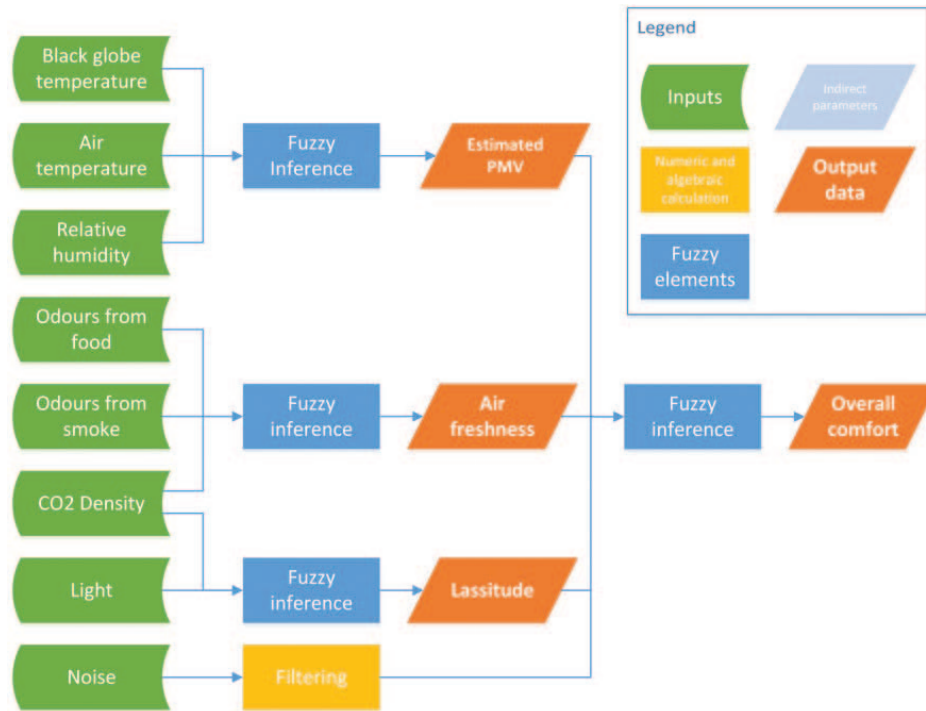 Legend
Inputs
Indirect
parameters
Numeric and
algebraic
calculation
Output
data
Fuzzy
elements
Black globe
temperature
Air
temperature
Relative
humidity
Fuzzy
Inference
Estimated
PMV
Odours from
food
Odours from
smoke
CO2 Density
Fuzzy
inference
Air
freshness
Fuzzy
inference
Overall
comfort
Light
Fuzzy
inference
Lassitude
Noise
Filtering